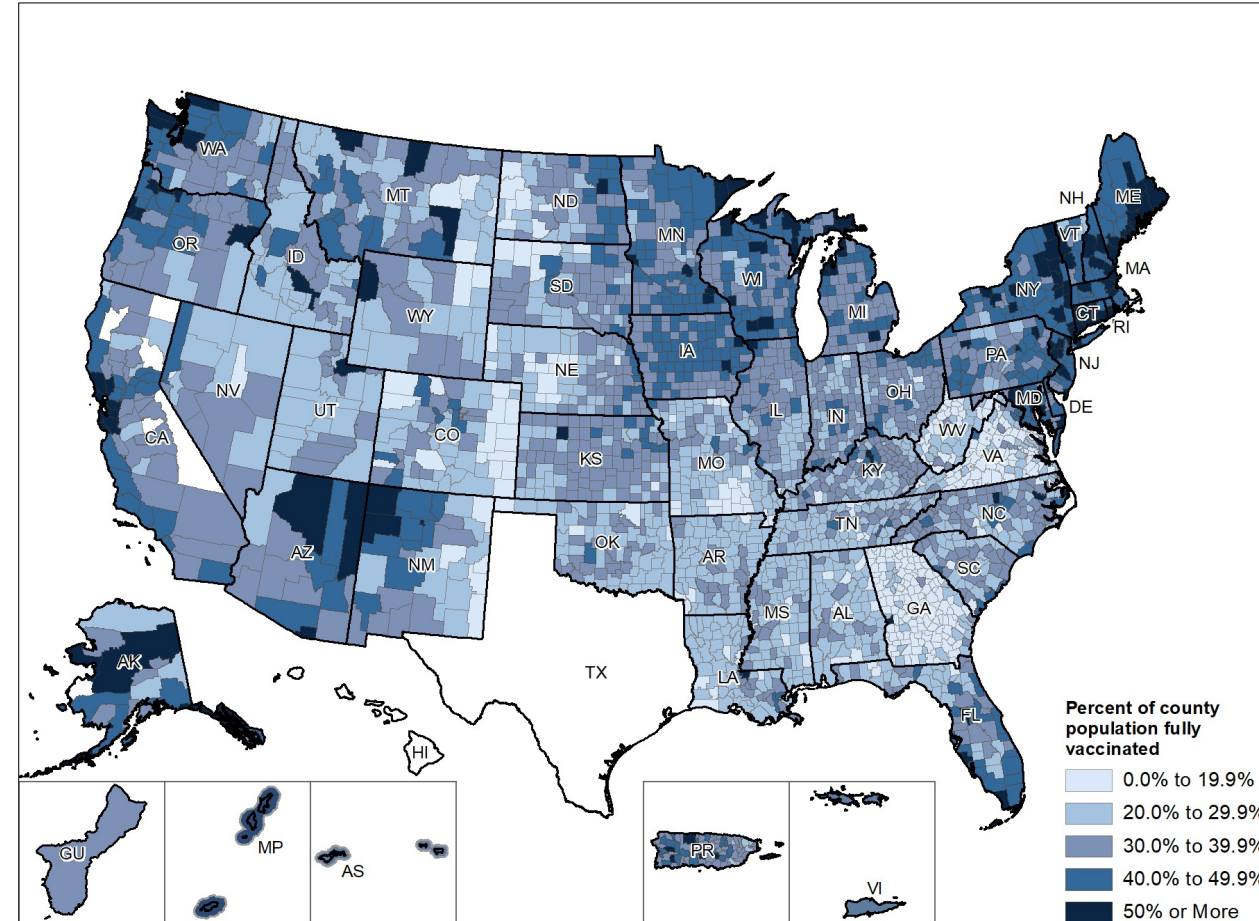 WA
MT
ND
MN
OR
ID
WY
SD
WI
MI
NH
ME
VT
MA
NY
CT
RI
NV
UT
CO
NE
IA
IL
IN
OH
PA
NJ
MD
DE
CA
KS
MO
KY
WV
VA
AZ
NM
OK
AR
TN
NC
SC
MS
AL
GA
LA
FL
AK
HI
TX
GU
MP
AS
PR
VI
Percent of county
population fully
vaccinated
0.0% to 19.9%
20.0% to 29.9%
30.0% to 39.9%
40.0% to 49.9%
50% or More